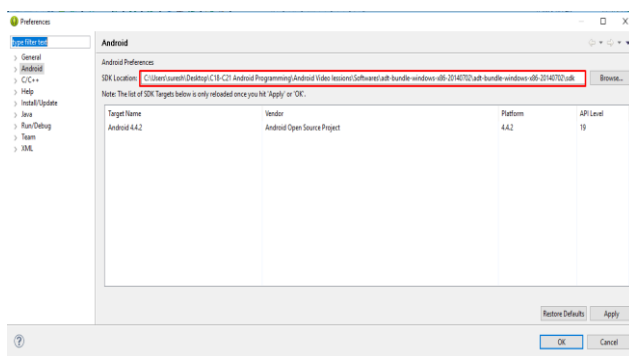 Preferences
type filter text
General
Android
C/C++
Help
Install/Update
Java
Run/Debug
Team
XML
Android
Android Preferences
SDK Location: C:\Users\suresh\Desktop\C18-C21 Android Programming\Android Video lessions\Softwares\adt-bundle-windows-x86-20140702\adt-bundle-windows-x86-20140702\sdk Browse...
Note: The list of SDK Targets below is only reloaded once you hit 'Apply' or 'OK'.
Target Name Vendor Platform API Level
Android 4.4.2 Android Open Source Project 4.4.2 19
Restore Defaults Apply
OK Cancel